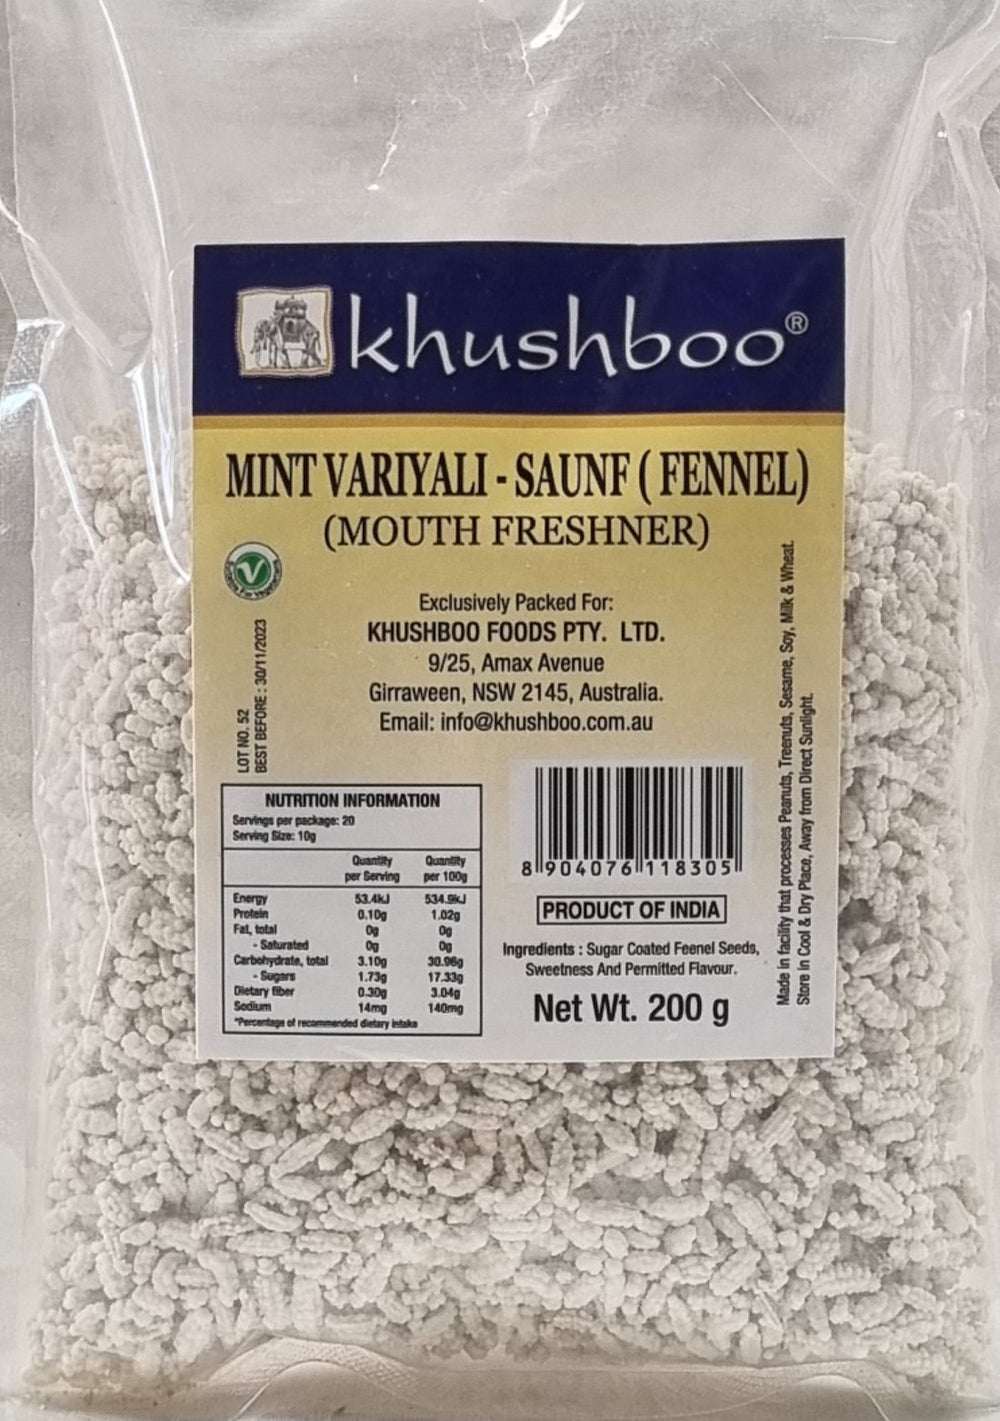 khushboo®
MINT VARIYALI - SAUNF ( FENNEL)
(MOUTH FRESHNER)
V
Suitable For Vegetarians
Exclusively Packed For:
KHUSHBOO FOODS PTY. LTD.
9/25, Amax Avenue
Girraween, NSW 2145, Australia.
Email: info@khushboo.com.au
LOT NO. 52
BEST BEFORE : 30/11/2023
NUTRITION INFORMATION
Servings per package: 20
Serving Size: 10g
Quantity per Serving Quantity per 100g
Energy 53.4kJ 534.9kJ
Protein 0.10g 1.02g
Fat, total 0g 0g
- Saturated 0g 0g
Carbohydrate, total 3.10g 30.96g
- Sugars 1.73g 17.33g
Dietary fiber 0.30g 3.04g
Sodium 14mg 140mg
*Percentage of recommended dietary intake
8 904076 118305
PRODUCT OF INDIA
Ingredients : Sugar Coated Feenel Seeds,
Sweetness And Permitted Flavour.
Net Wt. 200 g
Made in facility that processes Peanuts, Treenuts, Sesame, Soy, Milk & Wheat.
Store in Cool & Dry Place, Away from Direct Sunlight.